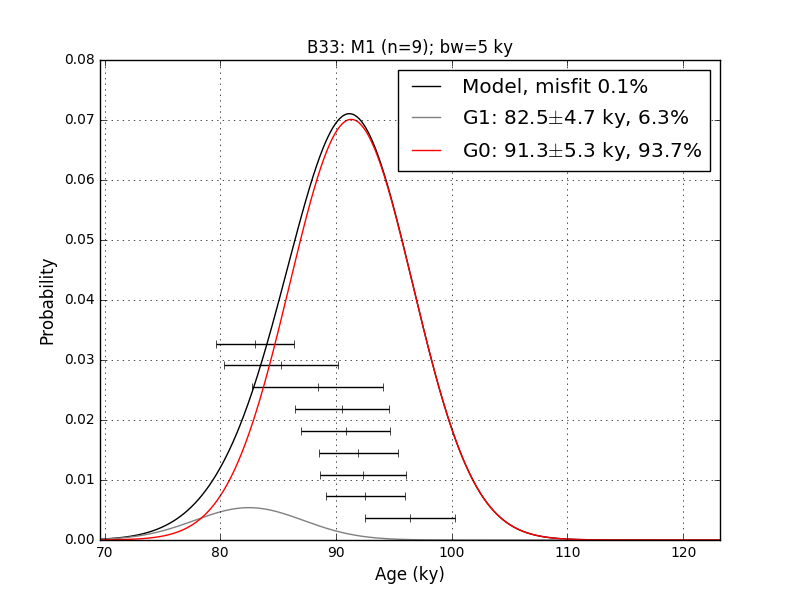 B33: M1 (n=9); bw=5 ky
Model, misfit 0.1%
G1: 82.5±4.7 ky, 6.3%
G0: 91.3±5.3 ky, 93.7%
Probability
0.08
0.07
0.06
0.05
0.04
0.03
0.02
0.01
0.00
70 80 90 100 110 120
Age (ky)